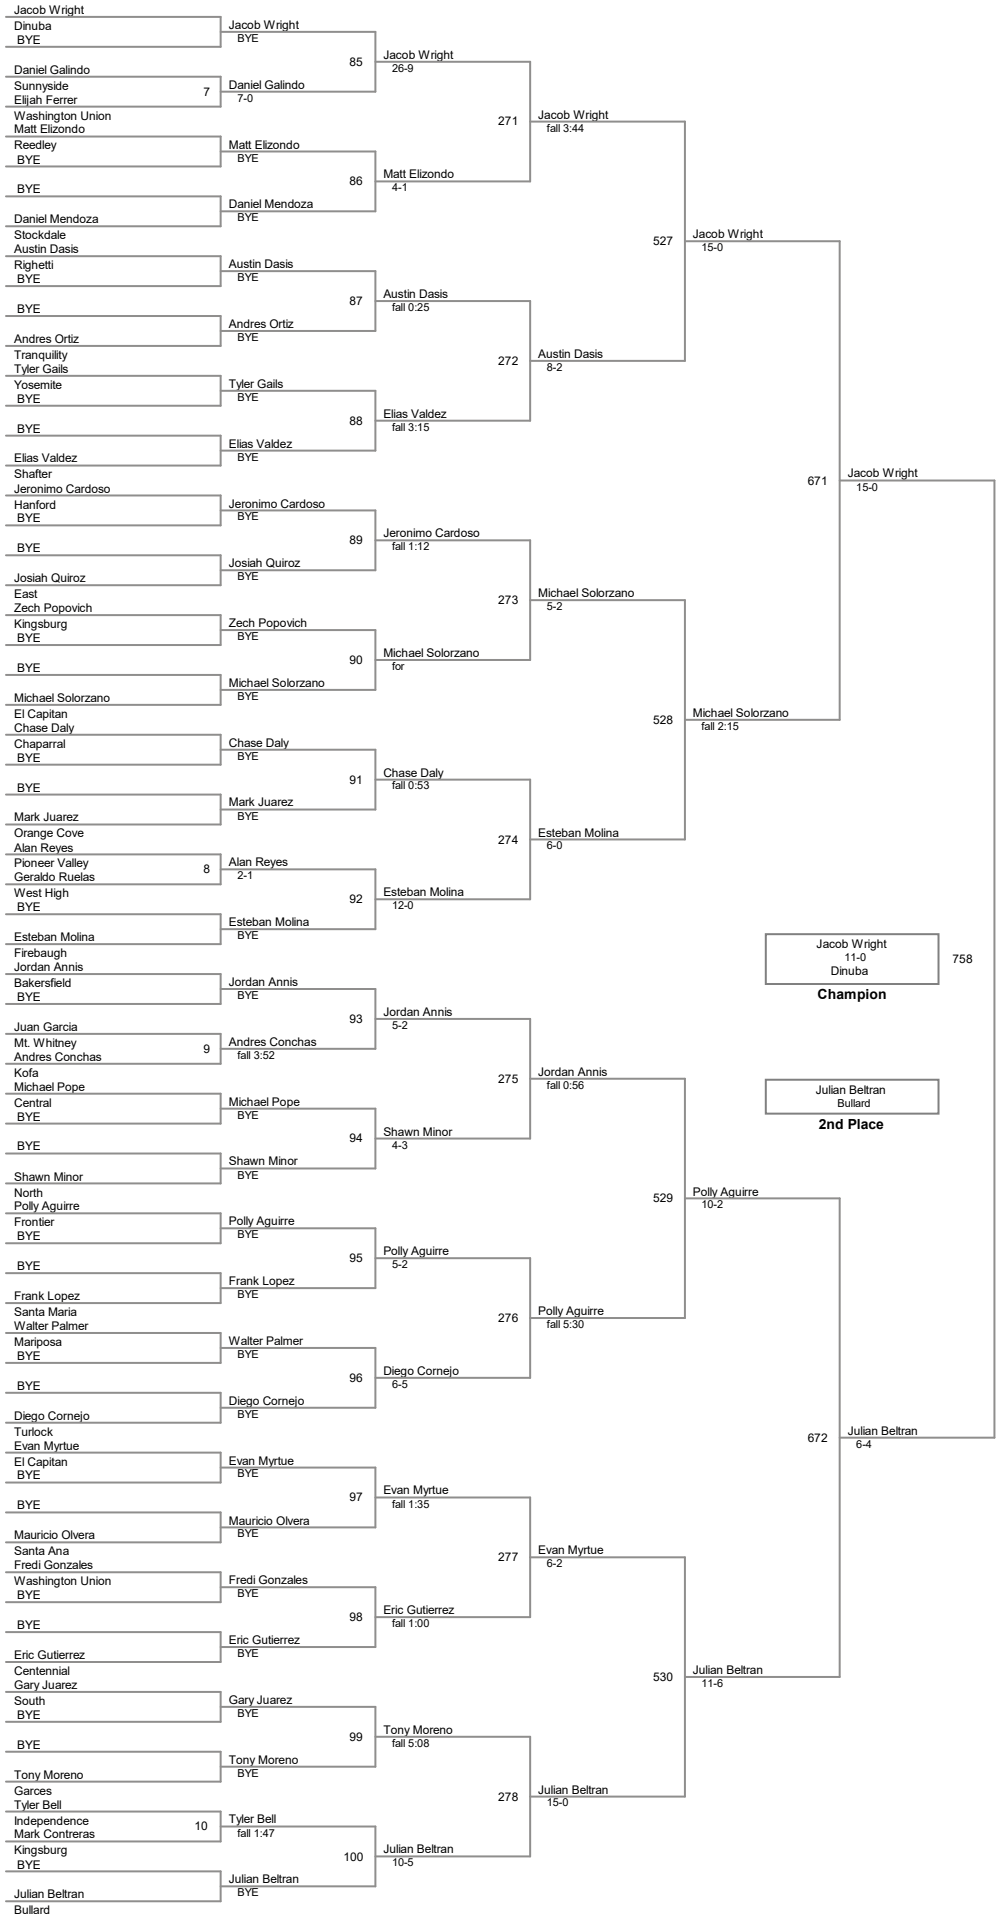 Jacob Wright
Dinuba
BYE
Jacob Wright
BYE
85
Jacob Wright
26-9
Daniel Galindo
Sunnyside
Elijah Ferrer
Washington Union
7
Daniel Galindo
7-0
271
Jacob Wright
fall 3:44
Matt Elizondo
Reedley
BYE
Matt Elizondo
BYE
86
Matt Elizondo
4-1
BYE
Daniel Mendoza
Stockdale
Daniel Mendoza
BYE
527
Jacob Wright
15-0
Austin Dasis
Righetti
BYE
Austin Dasis
BYE
87
Austin Dasis
fall 0:25
BYE
Andres Ortiz
Tranquility
Andres Ortiz
BYE
272
Austin Dasis
8-2
Tyler Gails
Yosemite
BYE
Tyler Gails
BYE
88
Elias Valdez
fall 3:15
BYE
Elias Valdez
Shafter
Elias Valdez
BYE
671
Jacob Wright
15-0
Jeronimo Cardoso
Hanford
BYE
Jeronimo Cardoso
BYE
89
Jeronimo Cardoso
fall 1:12
BYE
Josiah Quiroz
East
Josiah Quiroz
BYE
273
Michael Solorzano
5-2
Zech Popovich
Kingsburg
BYE
Zech Popovich
BYE
90
Michael Solorzano
for
BYE
Michael Solorzano
El Capitan
Michael Solorzano
BYE
528
Michael Solorzano
fall 2:15
Chase Daly
Chaparral
BYE
Chase Daly
BYE
91
Chase Daly
fall 0:53
BYE
Mark Juarez
Orange Cove
Mark Juarez
BYE
274
Esteban Molina
6-0
Alan Reyes
Pioneer Valley
Geraldo Ruelas
West High
8
Alan Reyes
2-1
92
Esteban Molina
12-0
BYE
Esteban Molina
Firebaugh
Esteban Molina
BYE
Jacob Wright
11-0
Dinuba
758
Champion
Jordan Annis
Bakersfield
BYE
Jordan Annis
BYE
93
Jordan Annis
5-2
Juan Garcia
Mt. Whitney
Andres Conchas
Kofa
9
Andres Conchas
fall 3:52
275
Jordan Annis
fall 0:56
Julian Beltran
Bullard
2nd Place
Michael Pope
Central
BYE
Michael Pope
BYE
94
Shawn Minor
4-3
BYE
Shawn Minor
North
Shawn Minor
BYE
529
Polly Aguirre
10-2
Polly Aguirre
Frontier
BYE
Polly Aguirre
BYE
95
Polly Aguirre
5-2
BYE
Frank Lopez
Santa Maria
Frank Lopez
BYE
276
Polly Aguirre
fall 5:30
Walter Palmer
Mariposa
BYE
Walter Palmer
BYE
96
Diego Cornejo
6-5
BYE
Diego Cornejo
Turlock
Diego Cornejo
BYE
672
Julian Beltran
6-4
Evan Myrtue
El Capitan
BYE
Evan Myrtue
BYE
97
Evan Myrtue
fall 1:35
BYE
Mauricio Olvera
Santa Ana
Mauricio Olvera
BYE
277
Evan Myrtue
6-2
Fredi Gonzales
Washington Union
BYE
Fredi Gonzales
BYE
98
Eric Gutierrez
fall 1:00
BYE
Eric Gutierrez
Centennial
Eric Gutierrez
BYE
530
Julian Beltran
11-6
Gary Juarez
South
BYE
Gary Juarez
BYE
99
Tony Moreno
fall 5:08
BYE
Tony Moreno
Garces
Tony Moreno
BYE
278
Julian Beltran
15-0
Tyler Bell
Independence
Mark Contreras
Kingsburg
10
Tyler Bell
fall 1:47
100
Julian Beltran
10-5
BYE
Julian Beltran
Bullard
Julian Beltran
BYE